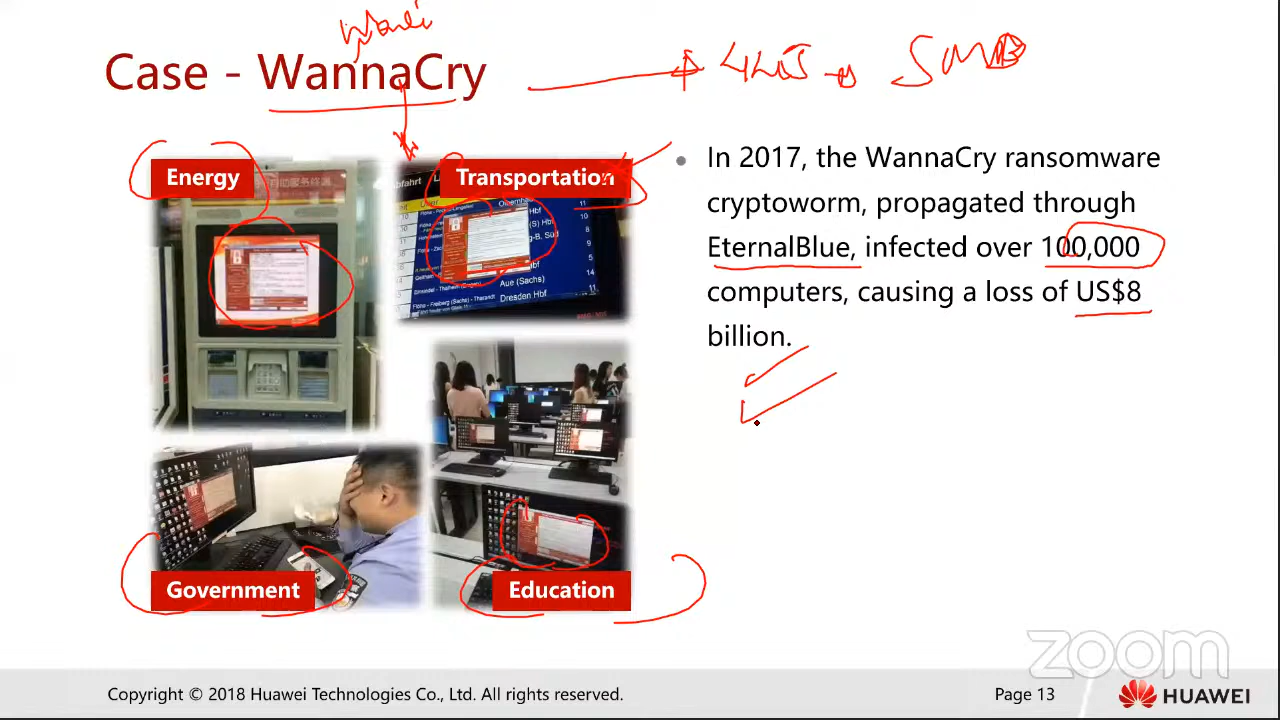 Case - WannaCry
445
SMB
Energy
Transportation
Government
Education
In 2017, the WannaCry ransomware
cryptoworm, propagated through
EternalBlue, infected over 100,000
computers, causing a loss of US$8
billion.
zoom
Copyright © 2018 Huawei Technologies Co., Ltd. All rights reserved.
Page 13
HUAWEI